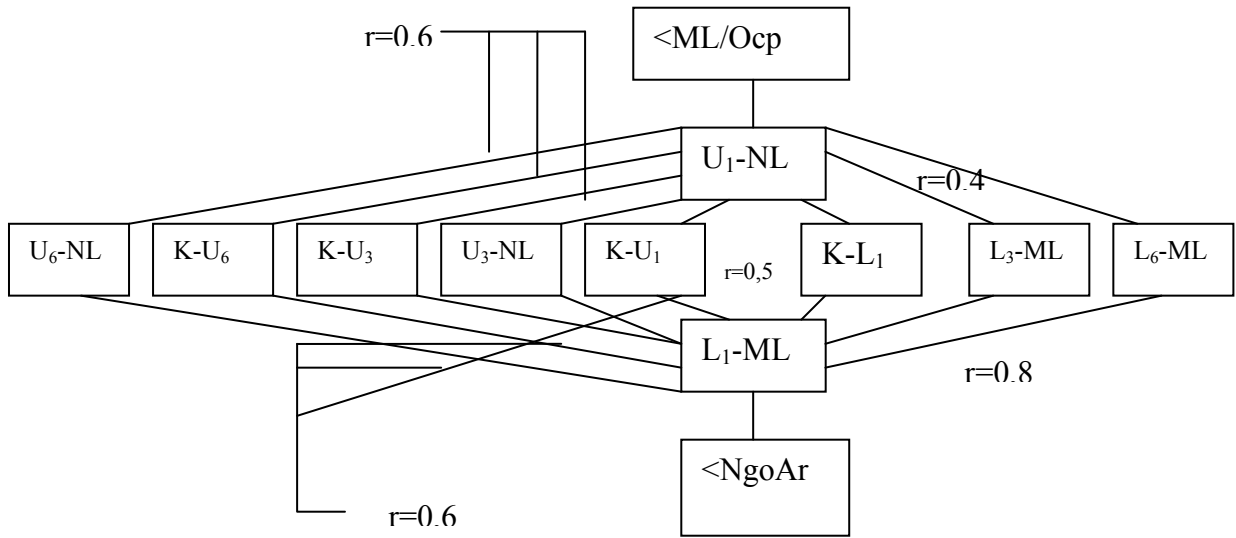 r=0.6
<ML/Ocp
U₁-NL
r=0.4
U₆-NL
K-U₆
K-U₃
U₃-NL
K-U₁
r=0,5
K-L₁
L₃-ML
L₆-ML
L₁-ML
r=0.8
<NgoAr
r=0.6